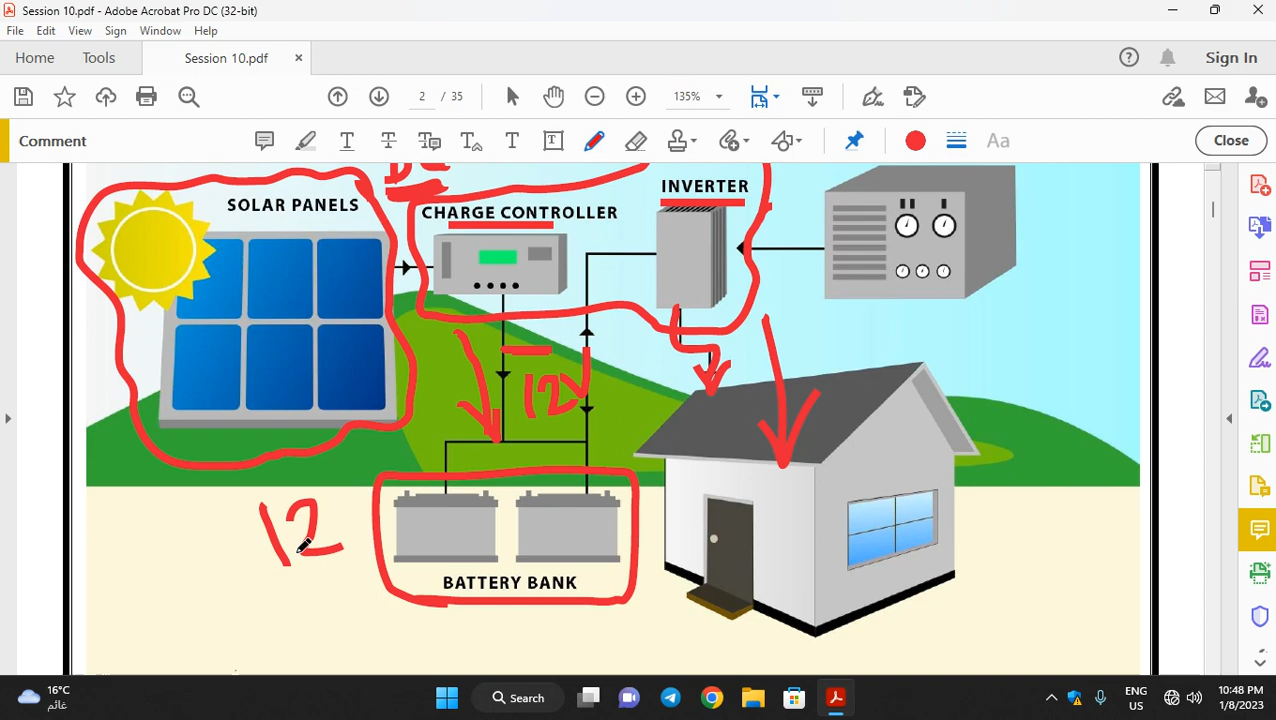 Session 10.pdf - Adobe Acrobat Pro DC (32-bit)
File Edit View Sign Window Help
Home Tools Session 10.pdf × Sign In
2 / 35 135%
Comment Aa Close
INVERTER
SOLAR PANELS
CHARGE CONTROLLER
12V
12
BATTERY BANK
16°C
غائم
Search
ENG
US
10:48 PM
1/8/2023